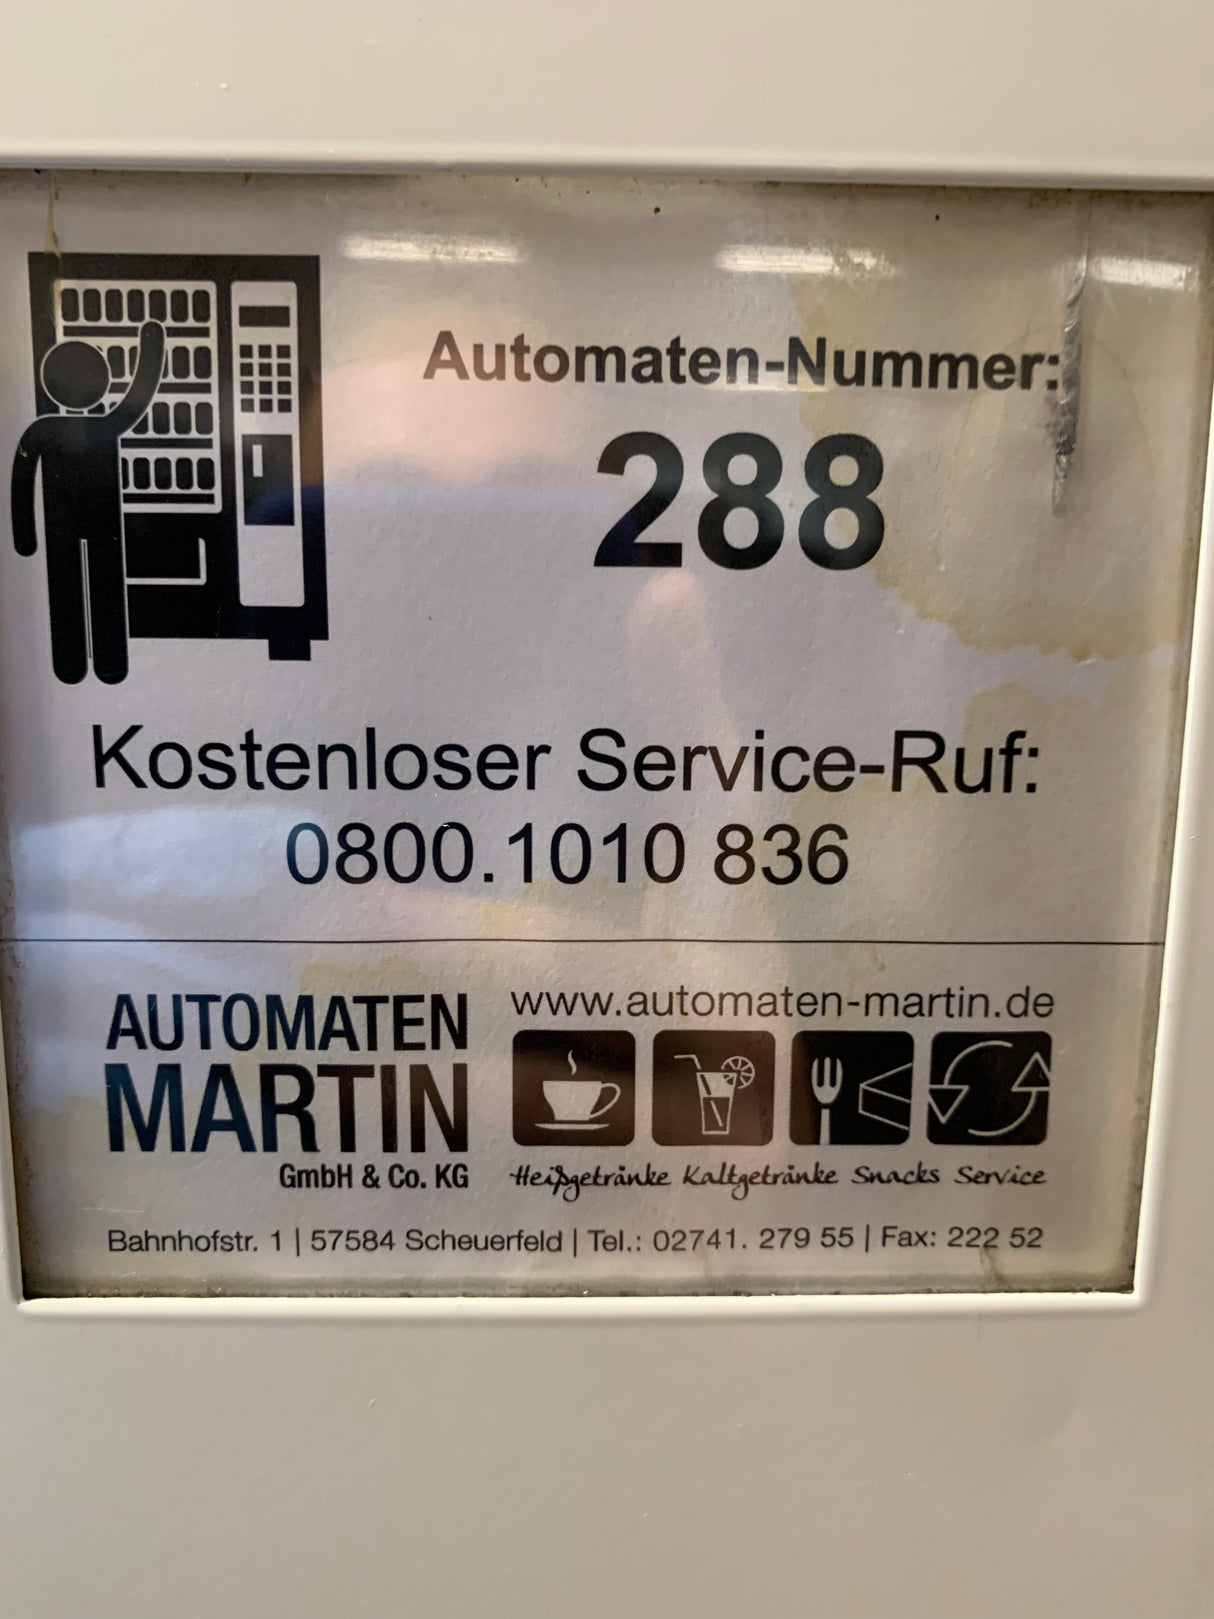 Automaten-Nummer:
288
Kostenloser Service-Ruf:
0800.1010 836
AUTOMATEN
MARTIN
GmbH & Co. KG
www.automaten-martin.de
Heißgetränke Kaltgetränke Snacks Service
Bahnhofstr. 1 | 57584 Scheuerfeld | Tel.: 02741. 279 55 | Fax: 222 52